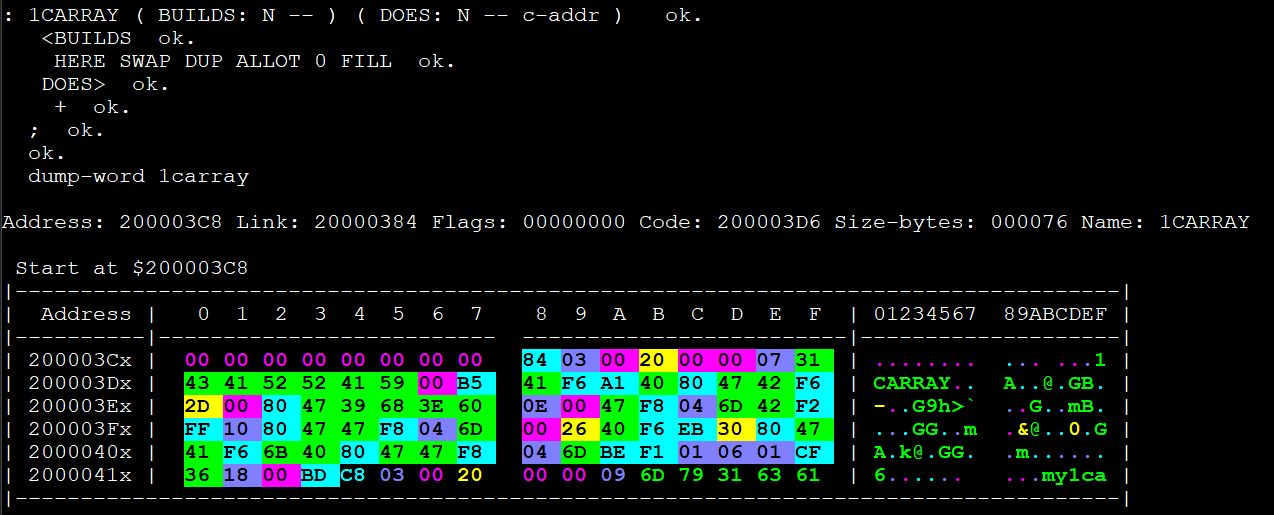 : 1CARRAY ( BUILDS: N -- ) ( DOES: N -- c-addr )   ok.
   <BUILDS  ok.
    HERE SWAP DUP ALLOT 0 FILL  ok.
   DOES>  ok.
    +  ok.
  ;  ok.
  ok.
  dump-word 1carray

Address: 200003C8 Link: 20000384 Flags: 00000000 Code: 200003D6 Size-bytes: 000076 Name: 1CARRAY

 Start at $200003C8
|-------------------------------------------------------------------------------------|
|  Address |   0  1  2  3  4  5  6  7    8  9  A  B  C  D  E  F  | 01234567  89ABCDEF |
|----------|--------------------------  -------------------------|--------------------|
| 200003Cx |  00 00 00 00 00 00 00 00   84 03 00 20 00 00 07 31  | ........  ... ...1 |
| 200003Dx |  43 41 52 52 41 59 00 B5   41 F6 A1 40 80 47 42 F6  | CARRAY..  A..@.GB. |
| 200003Ex |  2D 00 80 47 39 68 3E 60   0E 00 47 F8 04 6D 42 F2  | -..G9h>`  ..G..mB. |
| 200003Fx |  FF 10 80 47 47 F8 04 6D   00 26 40 F6 EB 30 80 47  | ...GG..m  .&@..0.G |
| 2000040x |  41 F6 6B 40 80 47 47 F8   04 6D BE F1 01 06 01 CF  | A.k@.GG.  .m...... |
| 2000041x |  36 18 00 BD C8 03 00 20   00 00 09 6D 79 31 63 61  | 6......   ...my1ca |
|-------------------------------------------------------------------------------------|